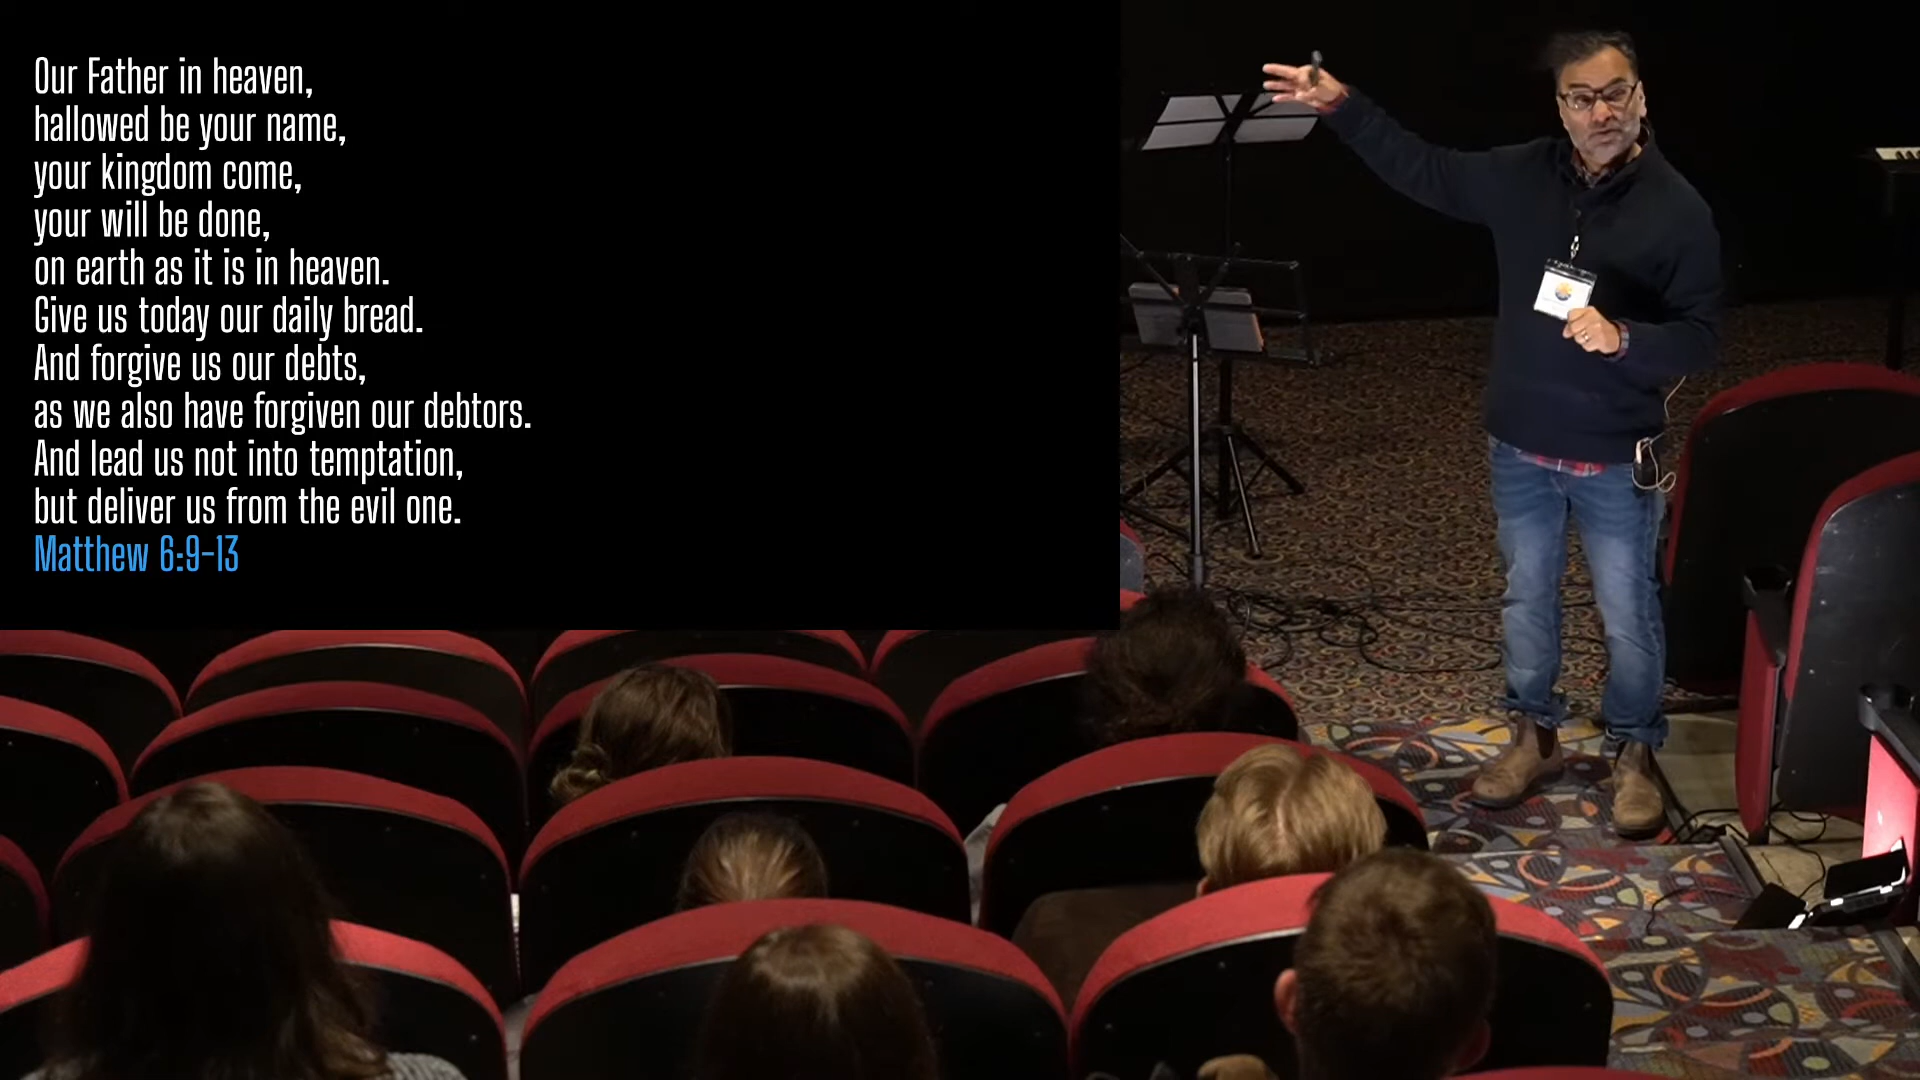 Our Father in heaven,
hallowed be your name,
your kingdom come,
your will be done,
on earth as it is in heaven.
Give us today our daily bread.
And forgive us our debts,
as we also have forgiven our debtors.
And lead us not into temptation,
but deliver us from the evil one.
Matthew 6:9-13